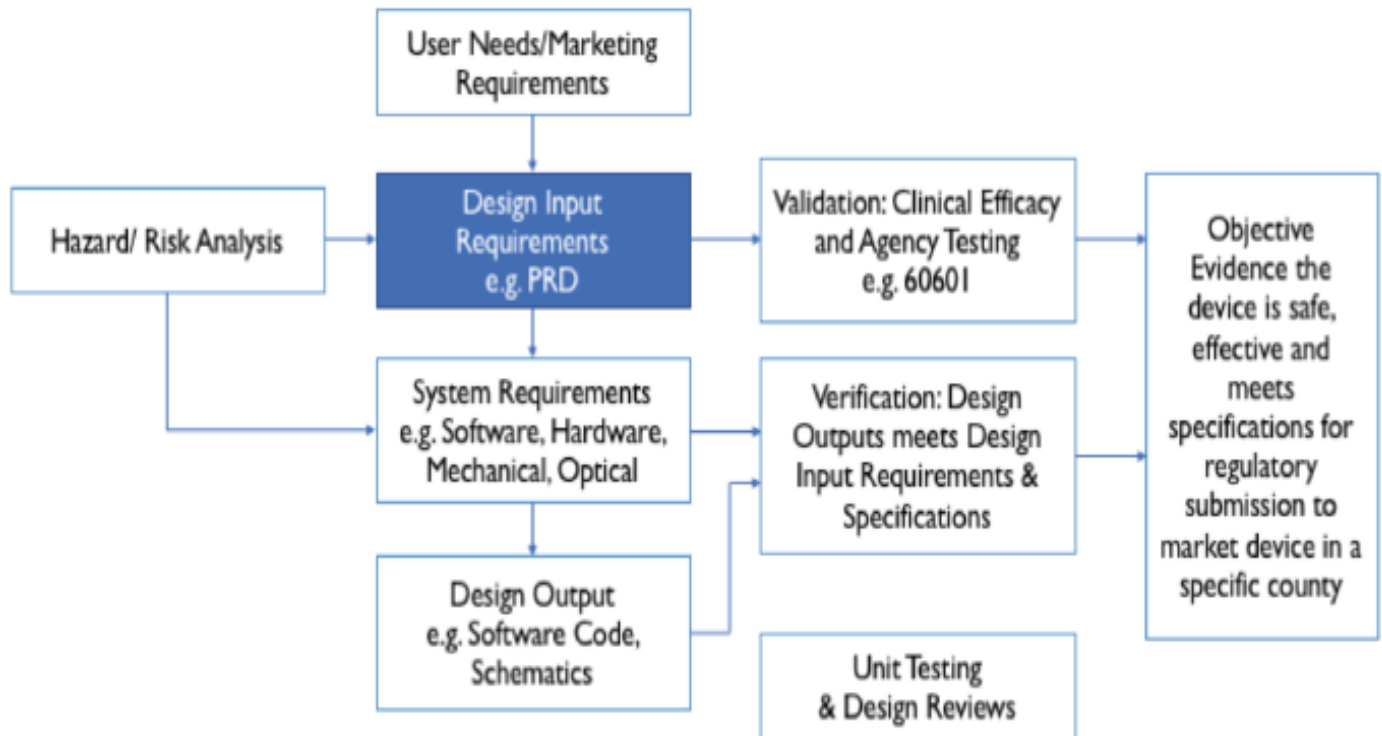 User Needs/Marketing
Requirements
Hazard/ Risk Analysis
Design Input
Requirements
e.g. PRD
Validation: Clinical Efficacy
and Agency Testing
e.g. 60601
Objective
Evidence the
device is safe,
effective and
meets
specifications for
regulatory
submission to
market device in a
specific county
System Requirements
e.g. Software, Hardware,
Mechanical, Optical
Verification: Design
Outputs meets Design
Input Requirements &
Specifications
Design Output
e.g. Software Code,
Schematics
Unit Testing
& Design Reviews